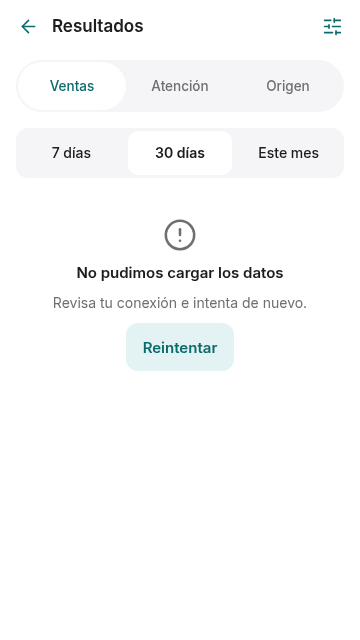 Resultados
Ventas Atención Origen
7 días 30 días Este mes
No pudimos cargar los datos
Revisa tu conexión e intenta de nuevo.
Reintentar